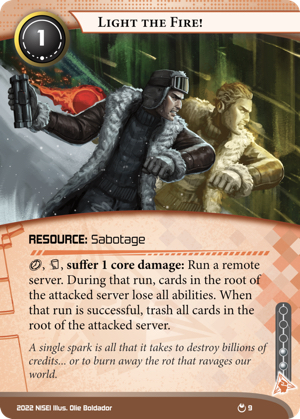 LIGHT THE FIRE!
1
RESOURCE: Sabotage
, , suffer 1 core damage: Run a remote
server. During that run, cards in the root of
the attacked server lose all abilities. When
that run is successful, trash all cards in the
root of the attacked server.
A single spark is all that it takes to destroy billions of
credits... or to burn away the rot that ravages our
world.
2022 NISEI Illus. Olie Boldador
9